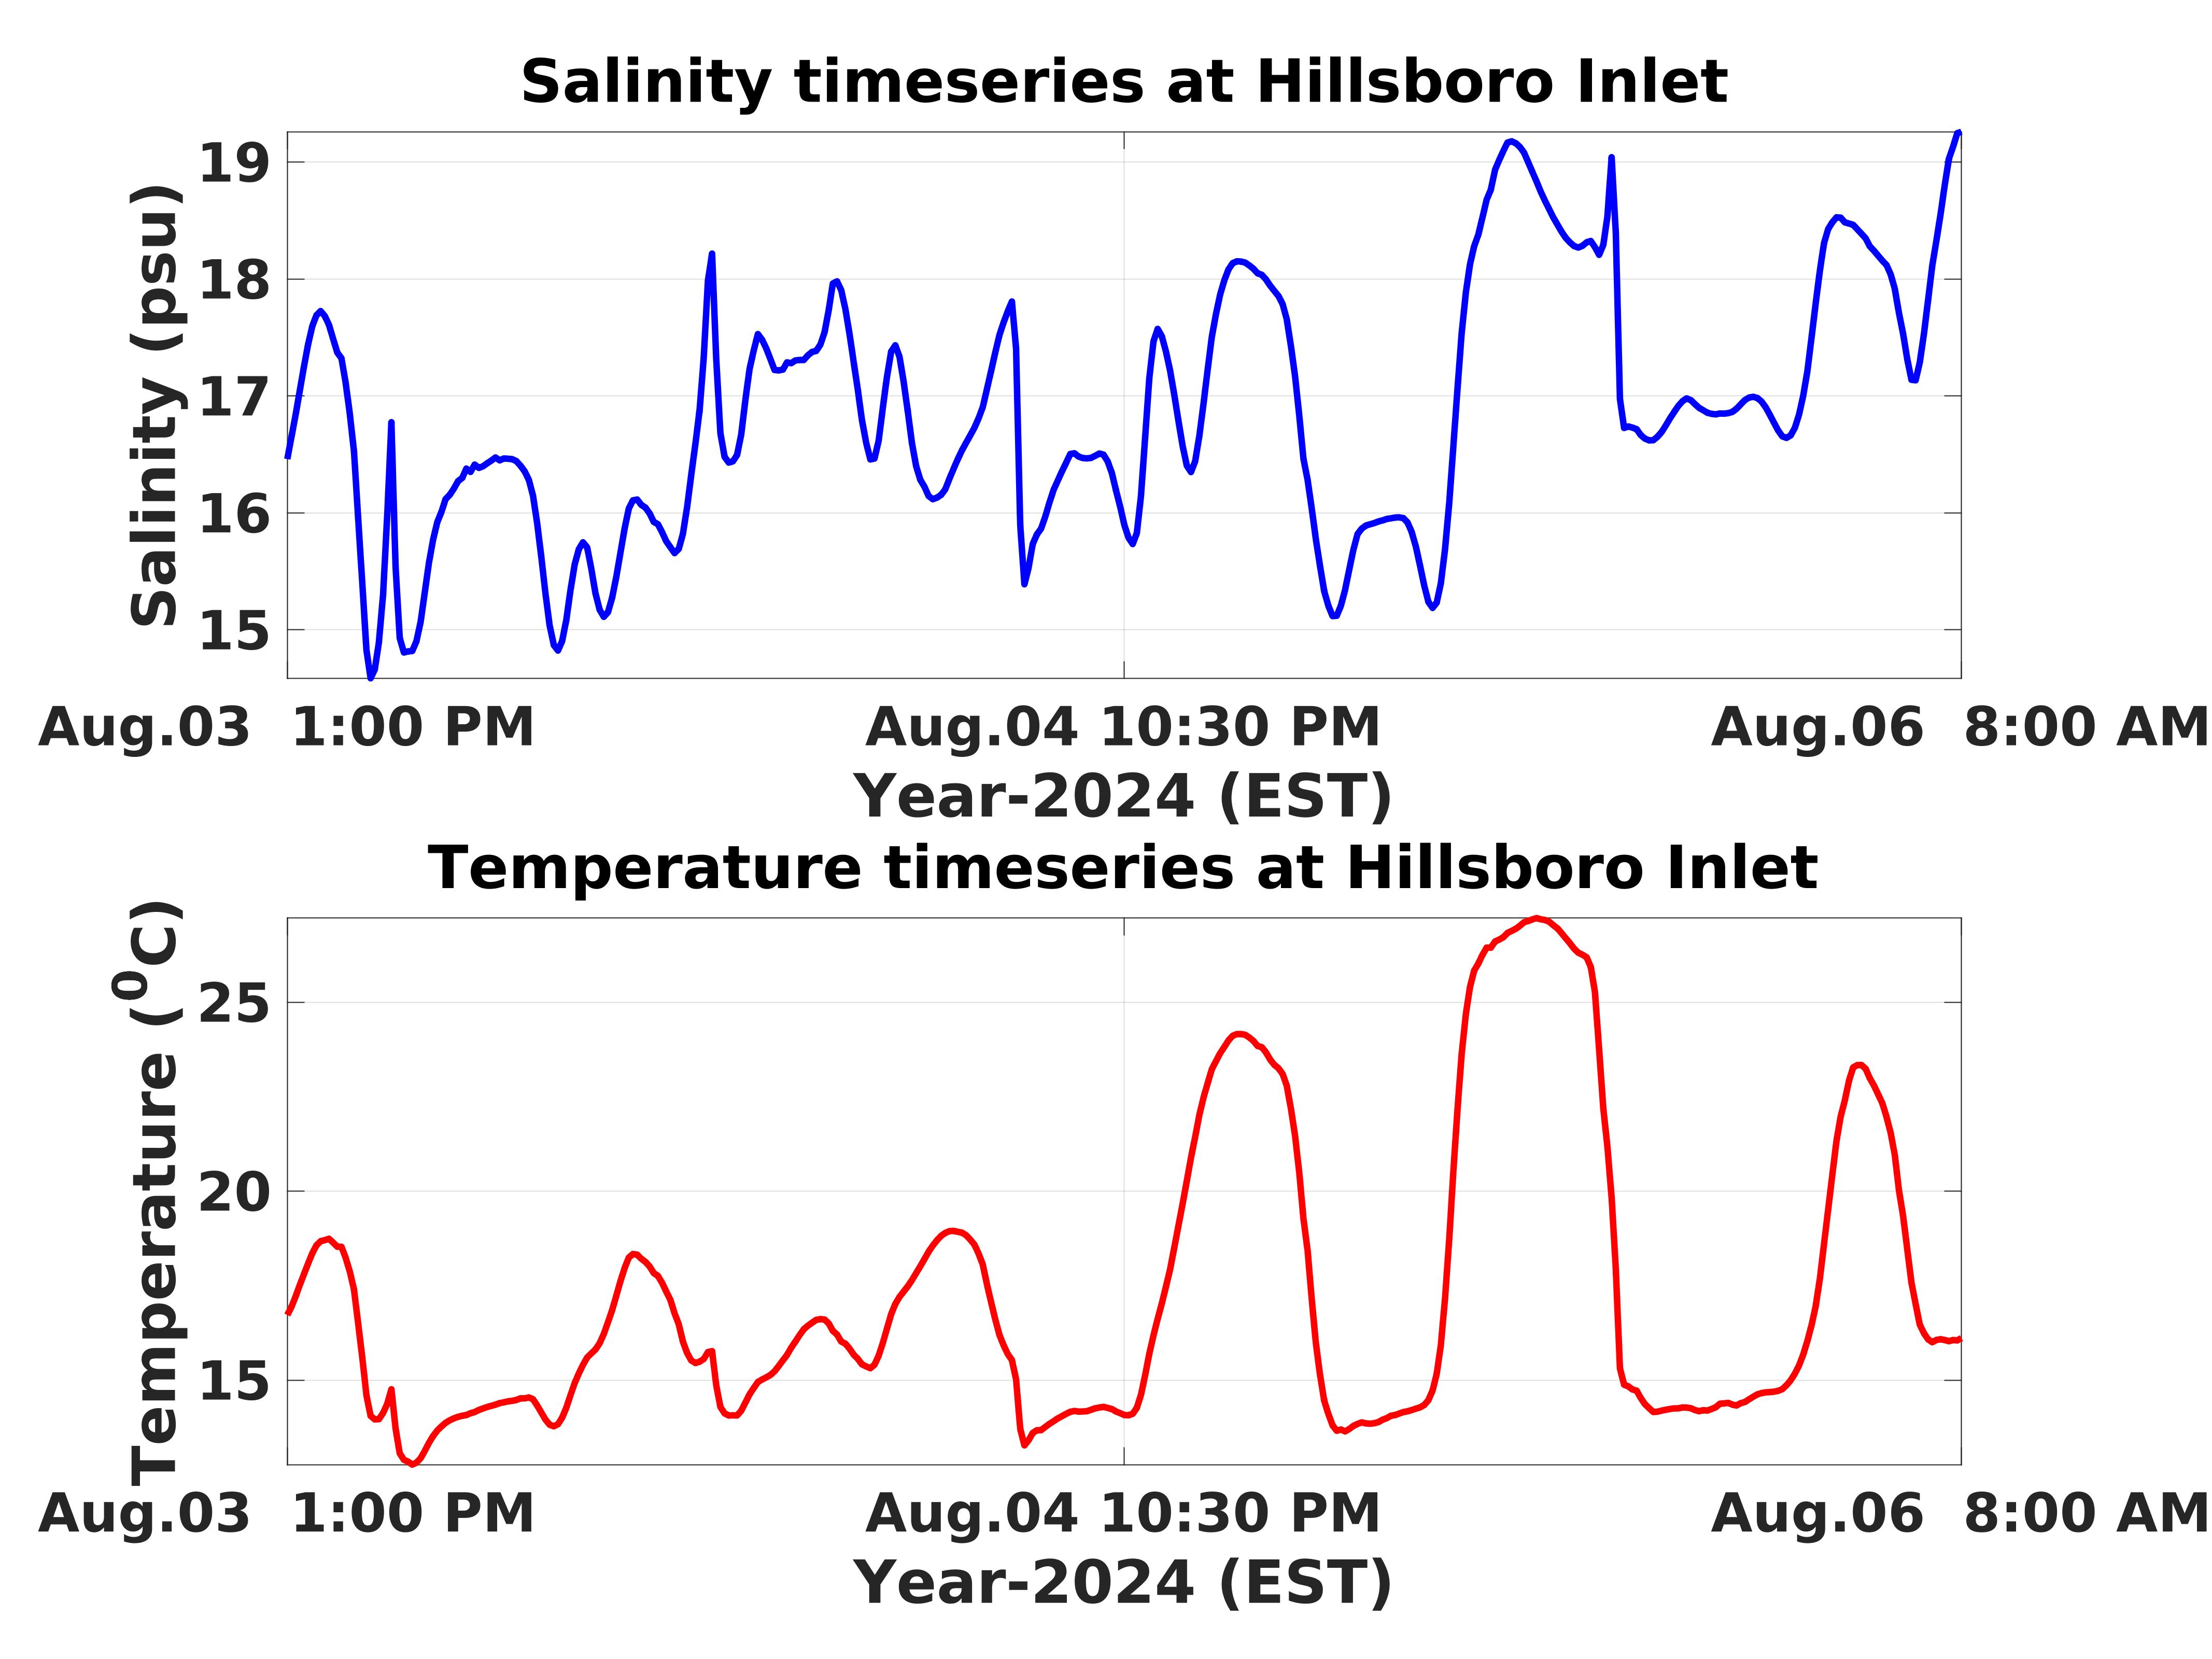 Salinity timeseries at Hillsboro Inlet
Salinity (psu)
19
18
17
16
15
Aug.03  1:00 PM
Aug.04 10:30 PM
Aug.06  8:00 AM
Year-2024 (EST)
Temperature timeseries at Hillsboro Inlet
Temperature (⁰C)
25
20
15
Aug.03  1:00 PM
Aug.04 10:30 PM
Aug.06  8:00 AM
Year-2024 (EST)